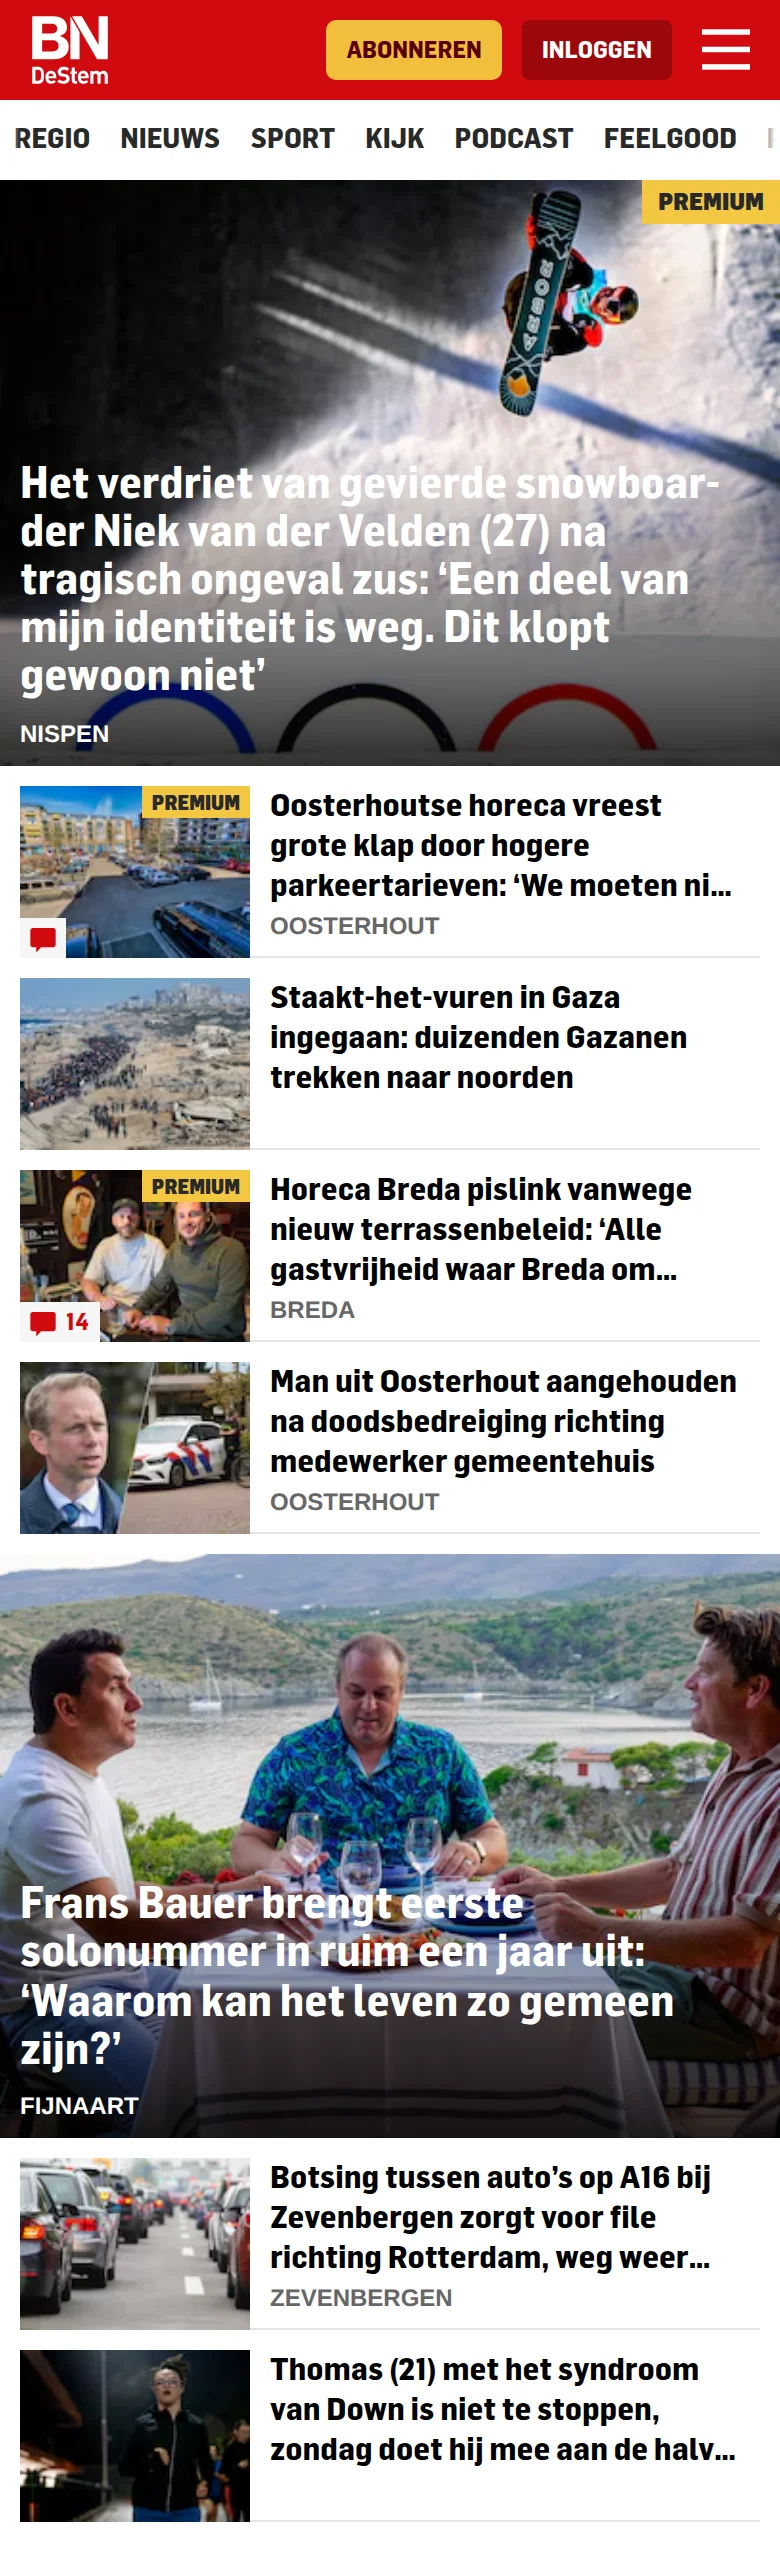 BN
DeStem
ABONNEREN
INLOGGEN
REGIO NIEUWS SPORT KIJK PODCAST FEELGOOD
PREMIUM
Het verdriet van gevierde snowboar-
der Niek van der Velden (27) na
tragisch ongeval zus: ‘Een deel van
mijn identiteit is weg. Dit klopt
gewoon niet’
NISPEN
PREMIUM
Oosterhoutse horeca vreest
grote klap door hogere
parkeertarieven: ‘We moeten ni...
OOSTERHOUT
Staakt-het-vuren in Gaza
ingegaan: duizenden Gazanen
trekken naar noorden
PREMIUM
14
Horeca Breda pislink vanwege
nieuw terrassenbeleid: ‘Alle
gastvrijheid waar Breda om...
BREDA
Man uit Oosterhout aangehouden
na doodsbedreiging richting
medewerker gemeentehuis
OOSTERHOUT
Frans Bauer brengt eerste
solonummer in ruim een jaar uit:
‘Waarom kan het leven zo gemeen
zijn?’
FIJNAART
Botsing tussen auto’s op A16 bij
Zevenbergen zorgt voor file
richting Rotterdam, weg weer...
ZEVENBERGEN
Thomas (21) met het syndroom
van Down is niet te stoppen,
zondag doet hij mee aan de halv...